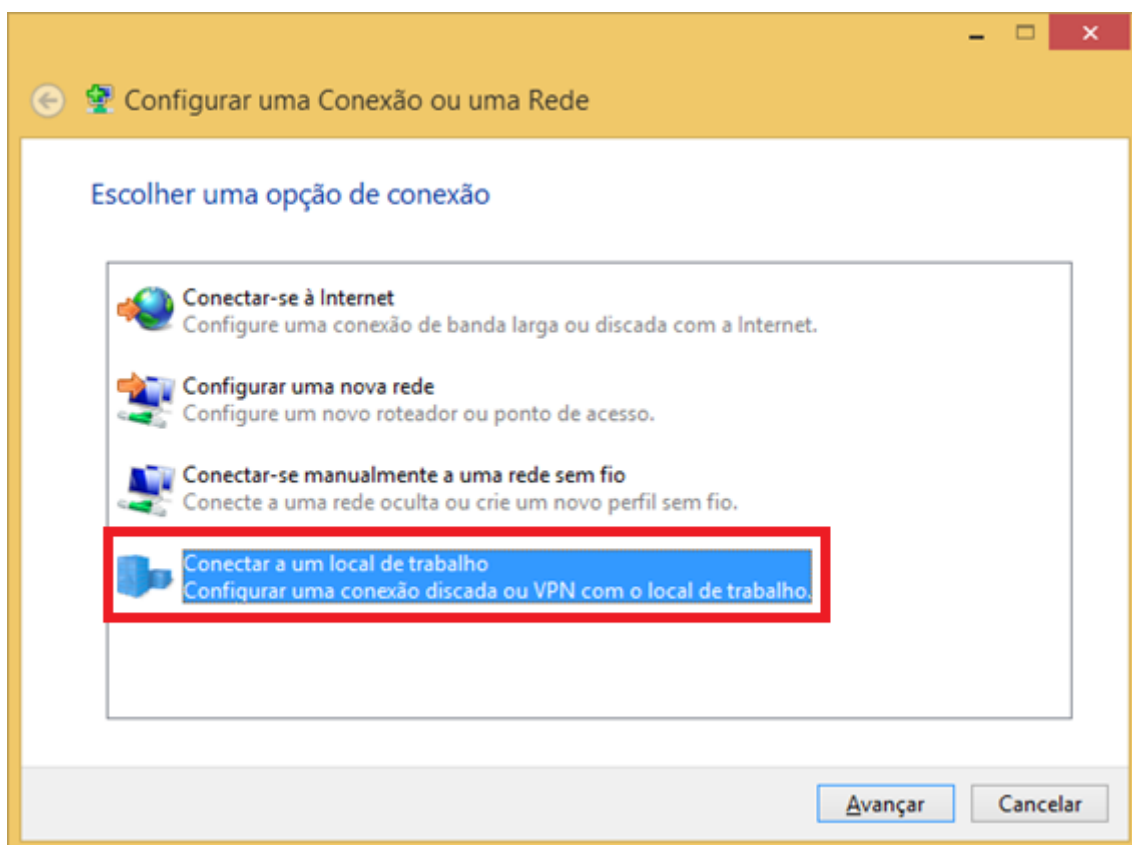 Configurar uma Conexão ou uma Rede
Escolher uma opção de conexão
Conectar-se à Internet
Configure uma conexão de banda larga ou discada com a Internet.
Configurar uma nova rede
Configure um novo roteador ou ponto de acesso.
Conectar-se manualmente a uma rede sem fio
Conecte a uma rede oculta ou crie um novo perfil sem fio.
Conectar a um local de trabalho
Configurar uma conexão discada ou VPN com o local de trabalho.
Avançar
Cancelar